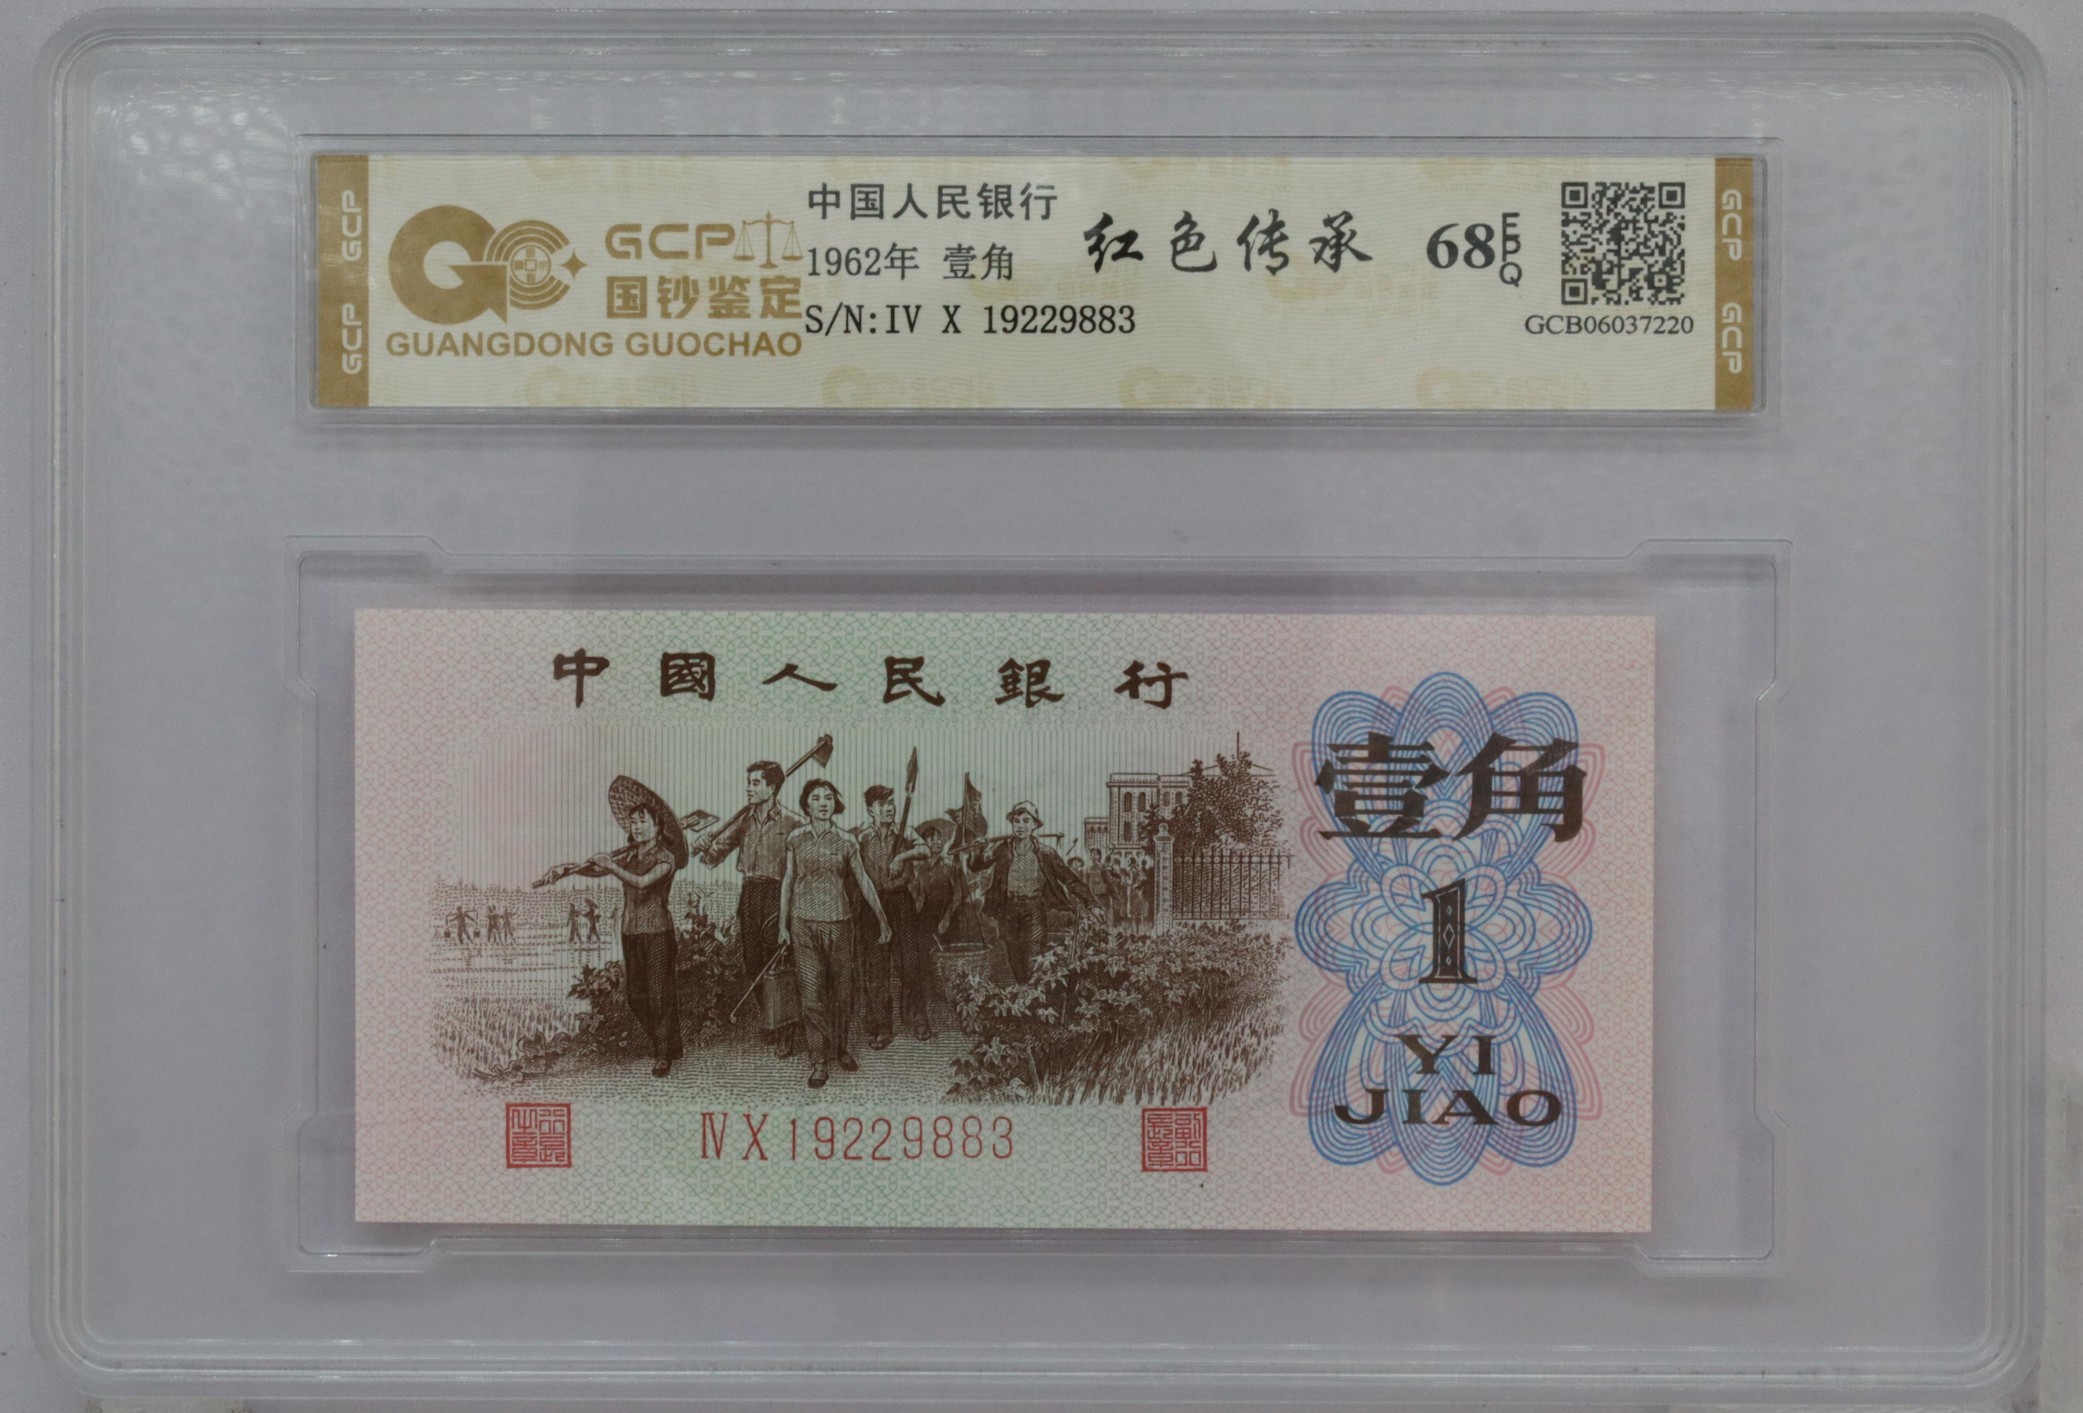 GCP
GCP
GCP
国钞鉴定
GUANGDONG GUOCHAO
中国人民银行
1962年 壹角
S/N:IV X 19229883
红色传承
68 EPQ
GCB06037220
GCP
GCP
中國人民銀行
壹角
1
YI
JIAO
Ⅳ X 19229883